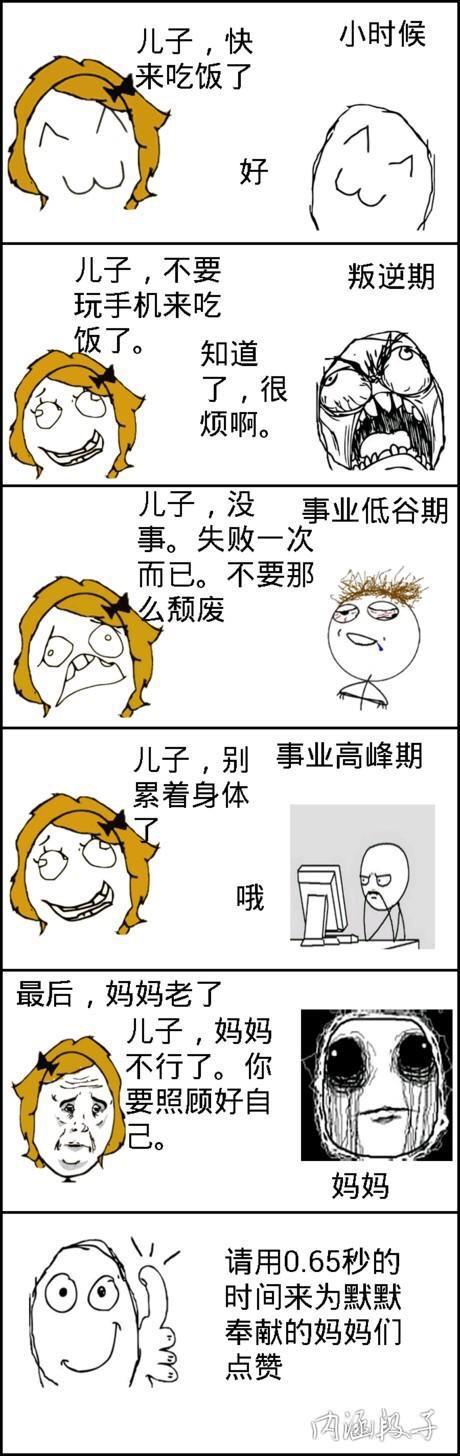 儿子，快
来吃饭了
小时候
好
儿子，不要
玩手机来吃
饭了。
叛逆期
知道
了，很
烦啊。
儿子，没
事。失败一次
而已。不要那
么颓废
事业低谷期
儿子，别
累着身体
了
事业高峰期
哦
最后，妈妈老了
儿子，妈妈
不行了。你
要照顾好自
己。
妈妈
请用0.65秒的
时间来为默默
奉献的妈妈们
点赞
内涵段子